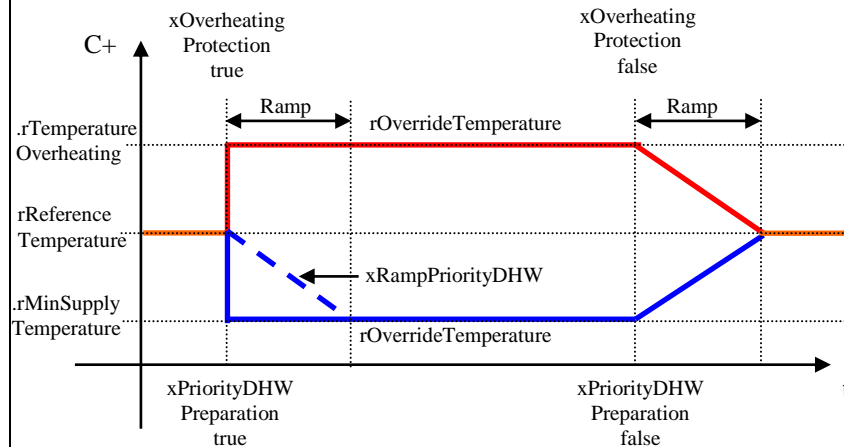 xOverheating
Protection
true
xOverheating
Protection
false
C+
Ramp
Ramp
.rTemperature
Overheating
rOverrideTemperature
rReference
Temperature
xRampPriorityDHW
.rMinSupply
Temperature
rOverrideTemperature
xPriorityDHW
Preparation
true
xPriorityDHW
Preparation
false